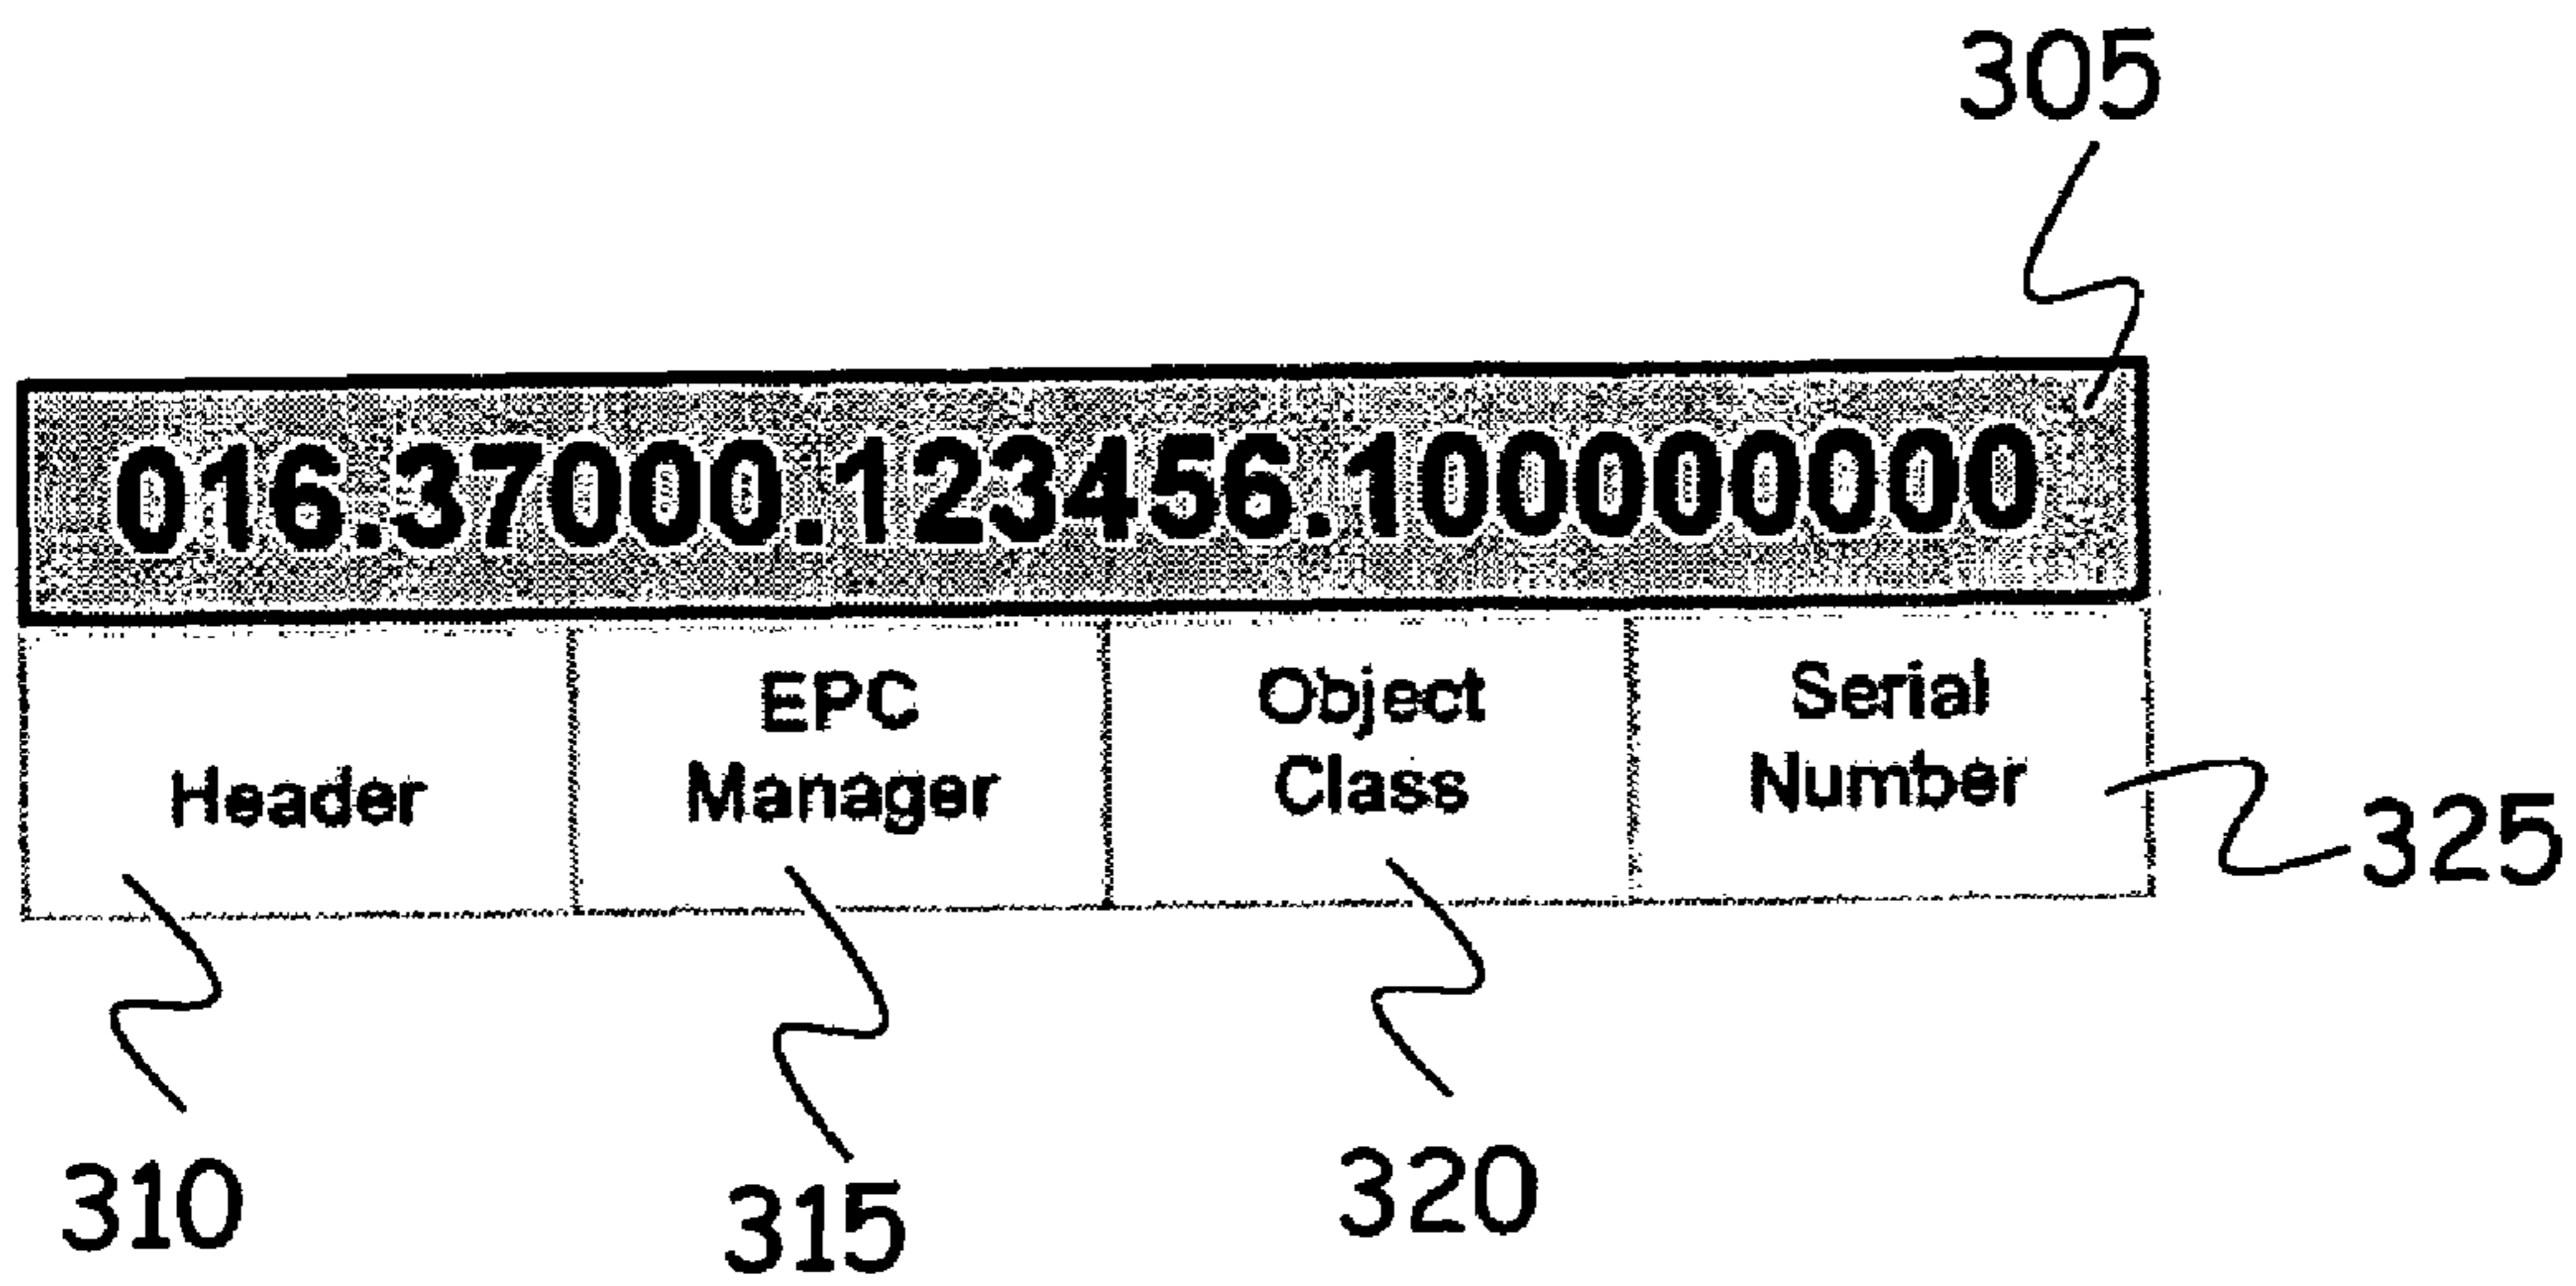 305
016.37000.123456.100000000
Header
EPC
Manager
Object
Class
Serial
Number
325
310
315
320